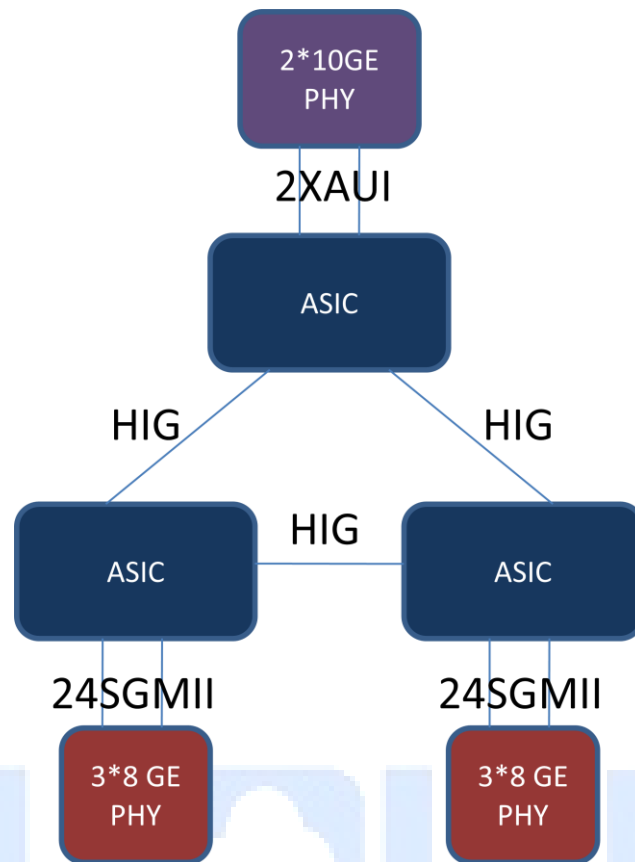 2*10GE
PHY
2XAUI
ASIC
HIG
HIG
HIG
ASIC
ASIC
24SGMII
24SGMII
3*8 GE
PHY
3*8 GE
PHY